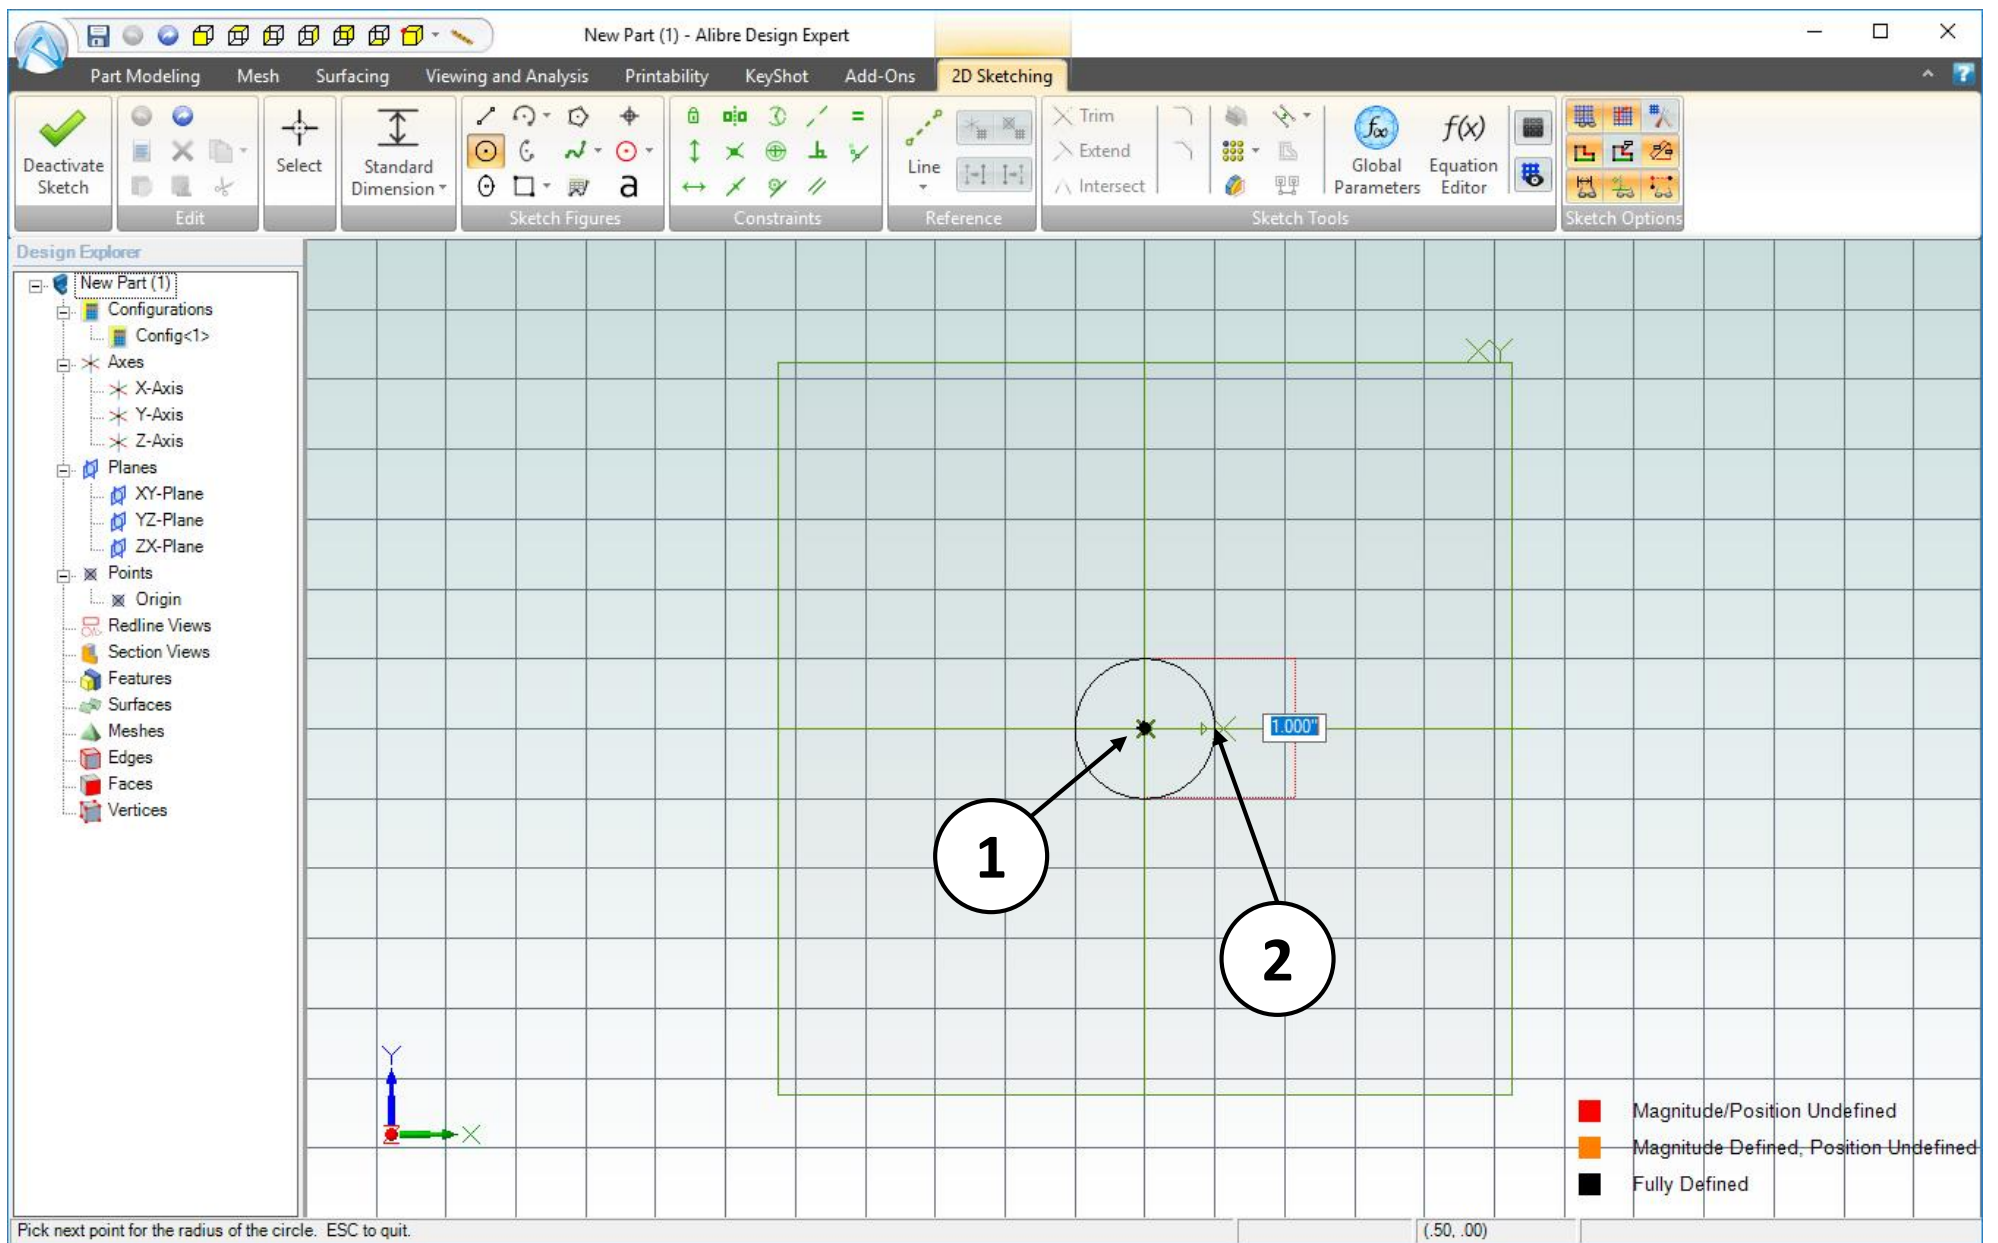 New Part (1) - Alibre Design Expert
Part Modeling Mesh Surfacing Viewing and Analysis Printability KeyShot Add-Ons 2D Sketching
Deactivate Sketch
Edit
Select
Standard Dimension
a
Sketch Figures
Constraints
Line
Reference
Trim
Extend
Intersect
Global Parameters
f(x)
Equation Editor
Sketch Tools
Sketch Options
Design Explorer
New Part (1)
Configurations
Config<1>
Axes
X-Axis
Y-Axis
Z-Axis
Planes
XY-Plane
YZ-Plane
ZX-Plane
Points
Origin
Redline Views
Section Views
Features
Surfaces
Meshes
Edges
Faces
Vertices
XY
X
1.000"
1
2
Y
Z
X
Magnitude/Position Undefined
Magnitude Defined, Position Undefined
Fully Defined
Pick next point for the radius of the circle. ESC to quit.
(.50, .00)